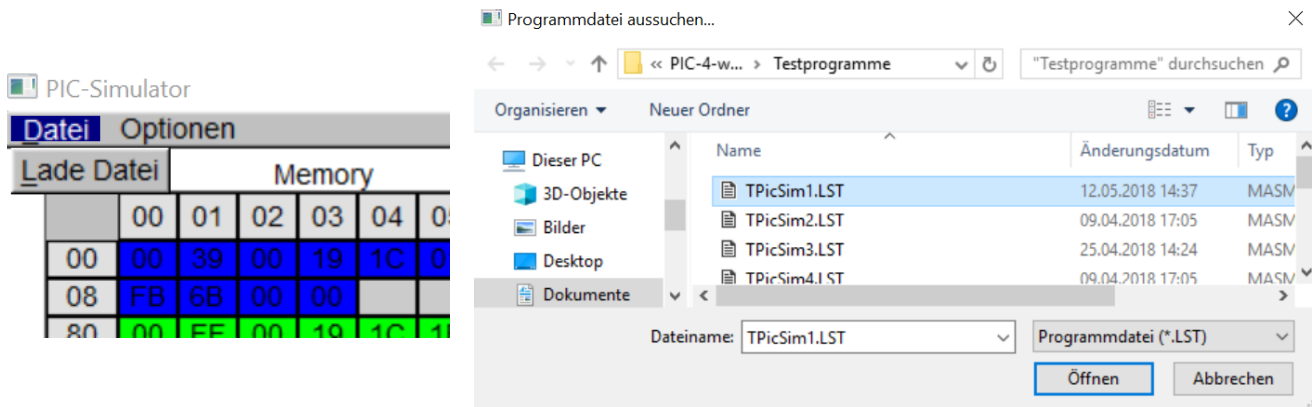 PIC-Simulator
Datei Optionen
Lade Datei Memory
00 01 02 03 04
00 00 39 00 19 1C
08 FB 6B 00 00
80 00 FF 00 19 1C
Programmdatei aussuchen...
« PIC-4-w... › Testprogramme "Testprogramme" durchsuchen
Organisieren Neuer Ordner
Name Änderungsdatum Typ
Dieser PC
3D-Objekte
Bilder
Desktop
Dokumente
TPicSim1.LST 12.05.2018 14:37 MASM
TPicSim2.LST 09.04.2018 17:05 MASM
TPicSim3.LST 25.04.2018 14:24 MASM
TPicSim4.LST 09.04.2018 17:05 MASM
Dateiname: TPicSim1.LST Programmdatei (*.LST)
Öffnen Abbrechen